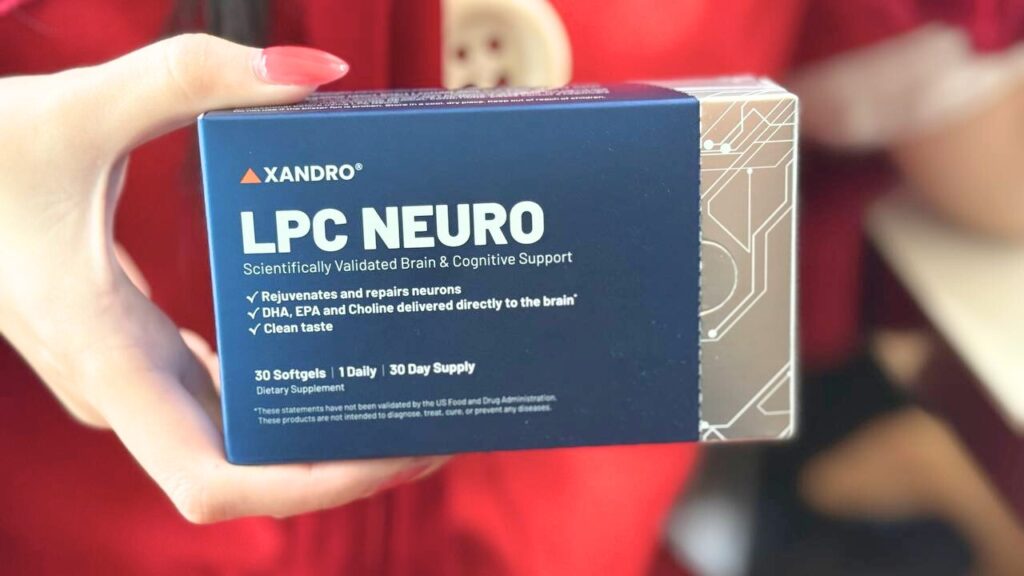 XANDRO®
LPC NEURO
Scientifically Validated Brain & Cognitive Support
✓ Rejuvenates and repairs neurons
✓ DHA, EPA and Choline delivered directly to the brain*
✓ Clean taste
30 Softgels | 1 Daily | 30 Day Supply
Dietary Supplement
*These statements have not been validated by the US Food and Drug Administration.
These products are not intended to diagnose, treat, cure, or prevent any diseases.